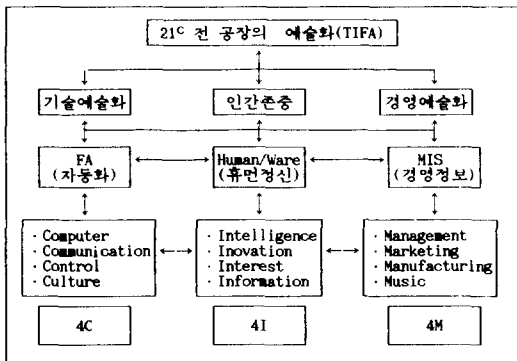 21ᶜ 전 공장의 예술화(TIFA)
기술예술화 인간존중 경영예술화
FA Human/Ware MIS
(자동화) (휴먼정신) (경영정보)
· Computer · Intelligence · Management
· Communication · Inovation · Marketing
· Control · Interest · Manufacturing
· Culture · Information · Music
4C 4I 4M